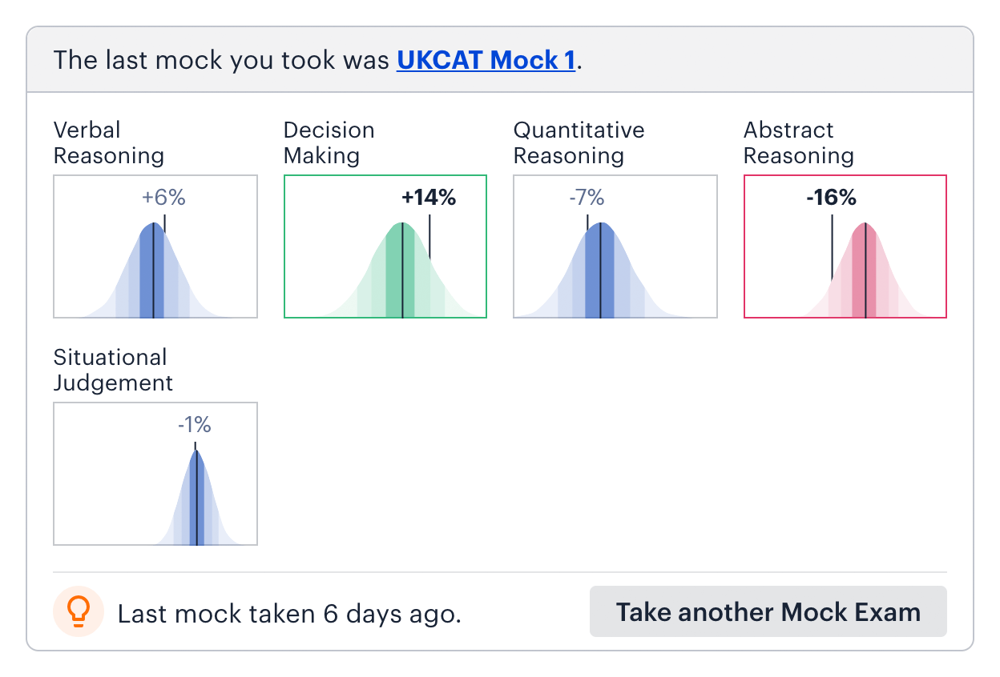 The last mock you took was UKCAT Mock 1.
Verbal
Reasoning
+6%
Decision
Making
+14%
Quantitative
Reasoning
-7%
Abstract
Reasoning
-16%
Situational
Judgement
-1%
Last mock taken 6 days ago.
Take another Mock Exam